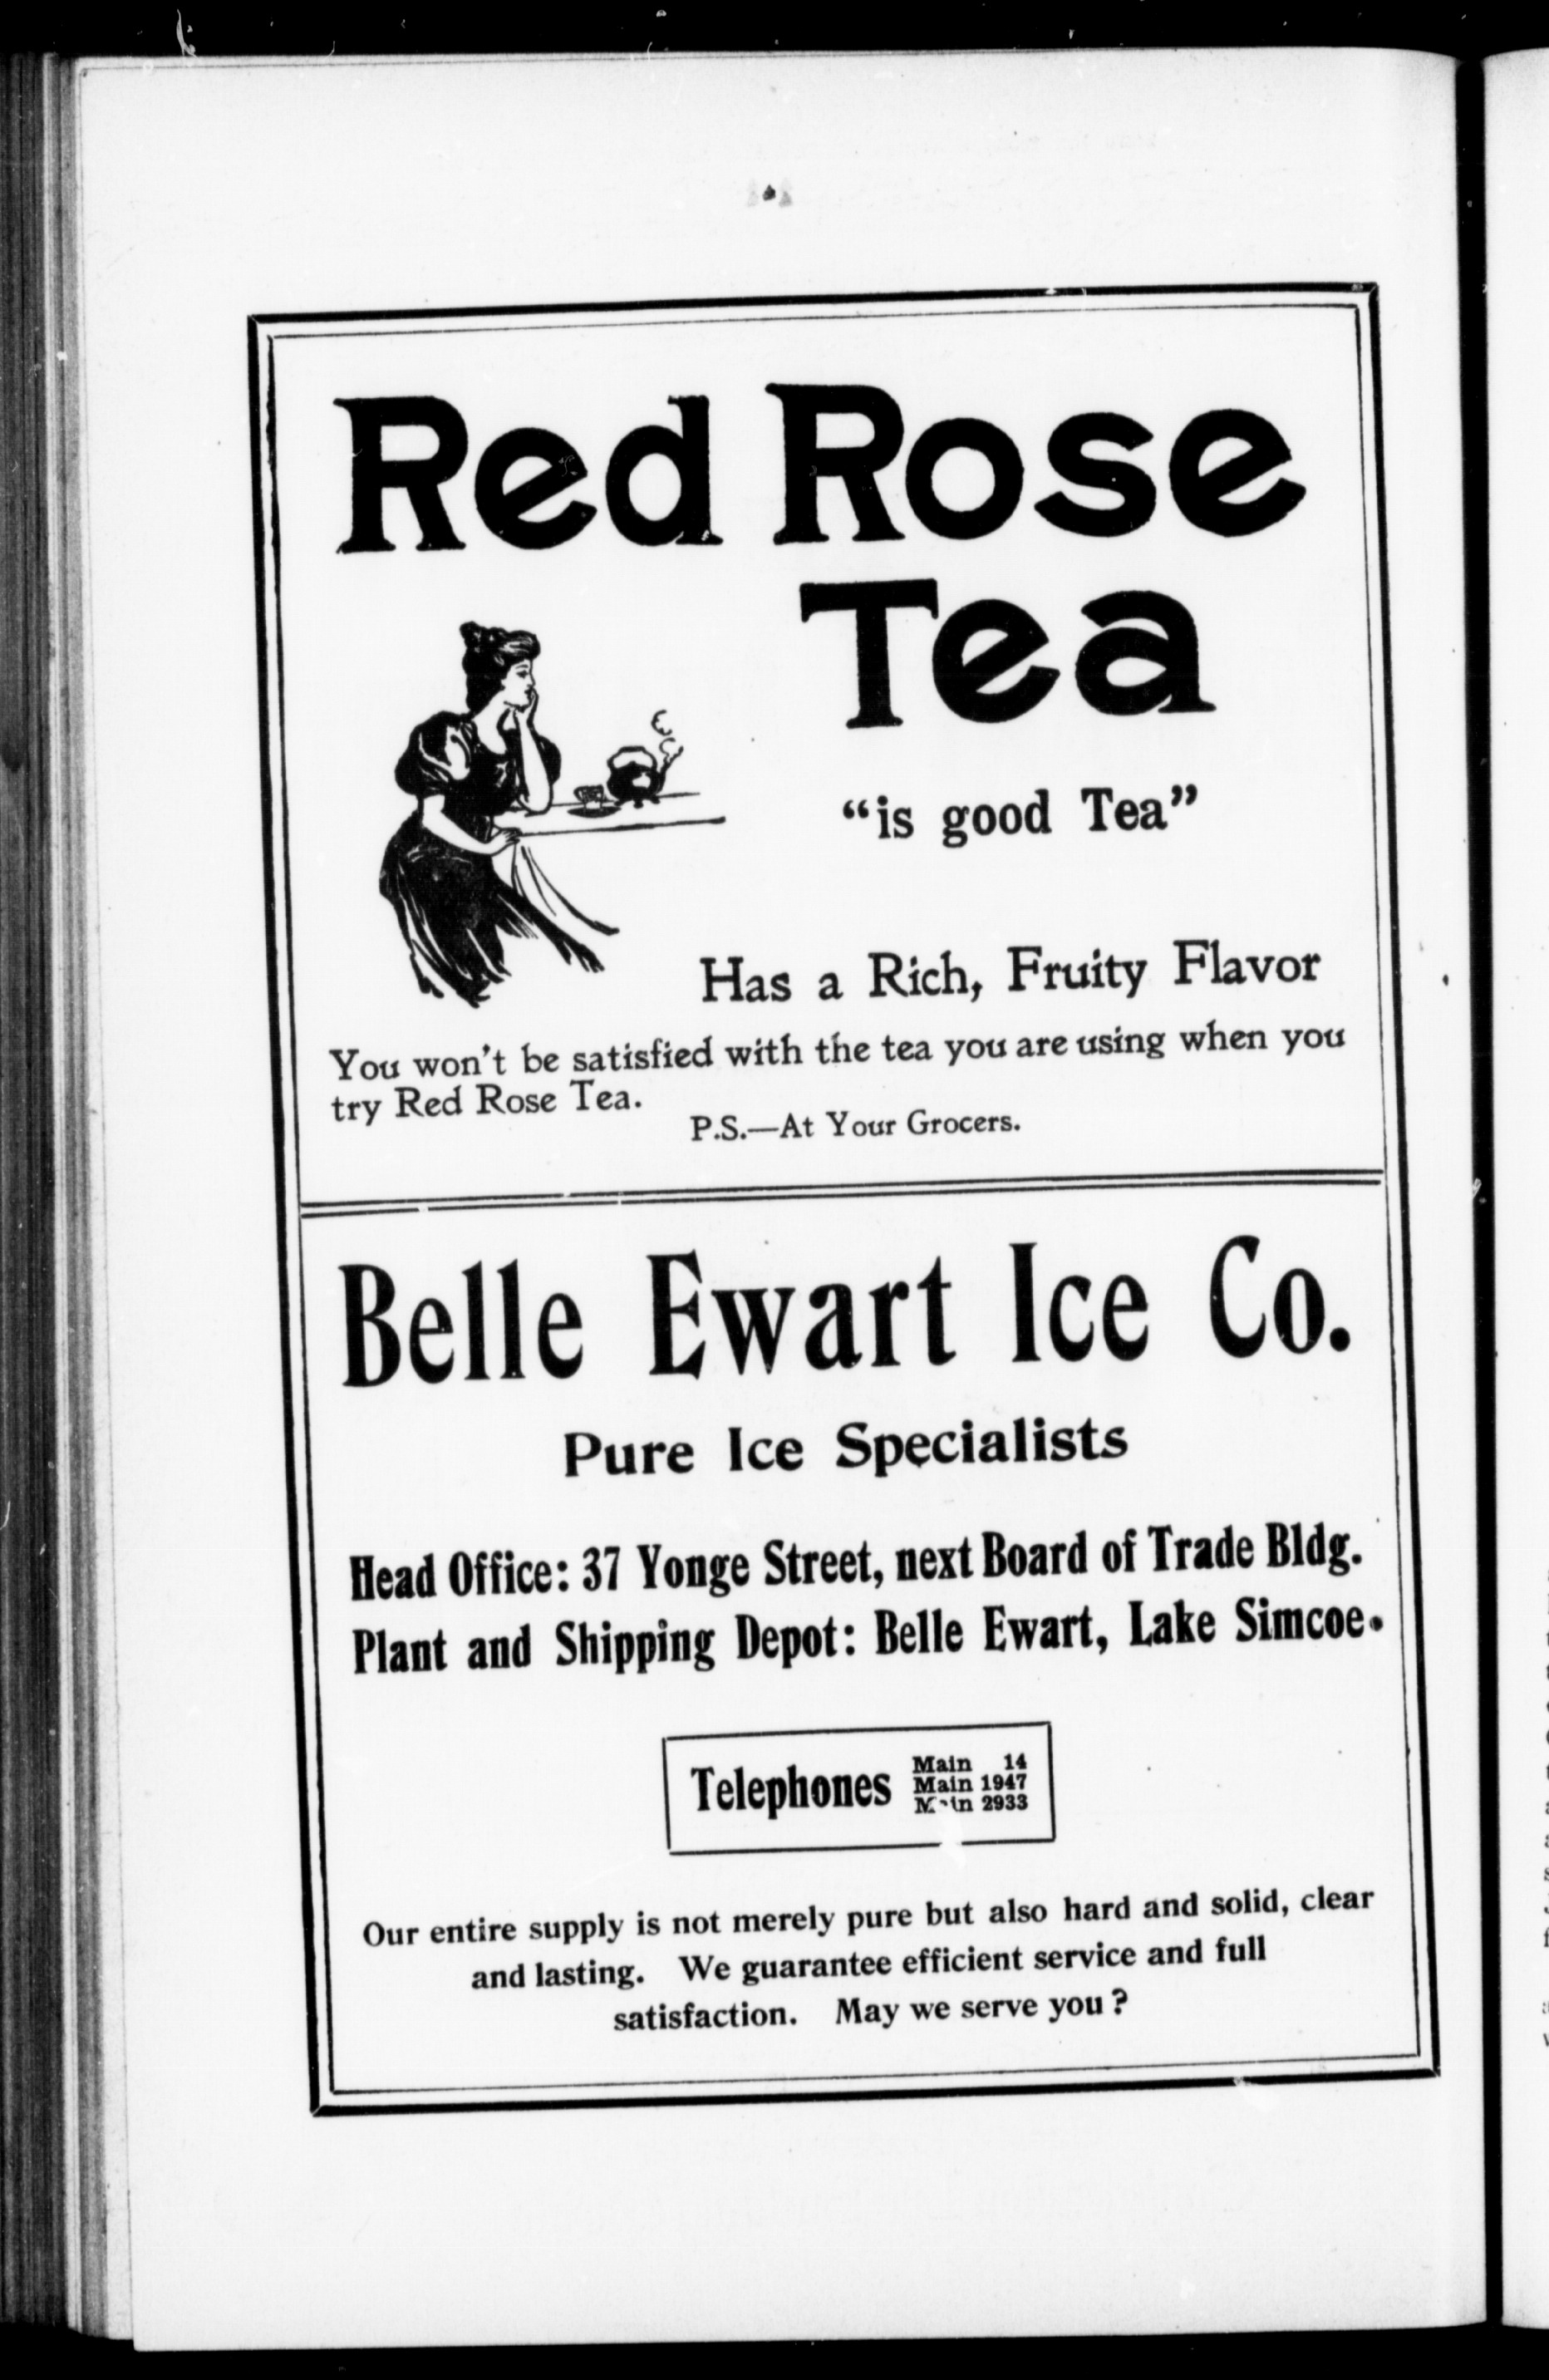 Red Rose
Tea
“is good Tea”
Has a Rich, Fruity Flavor
You won't be satisfied with the tea you are using when you
try Red Rose Tea.
P.S.—At Your Grocers.
Belle Ewart Ice Co.
Pure Ice Specialists
Head Office: 37 Yonge Street, next Board of Trade Bldg.
Plant and Shipping Depot: Belle Ewart, Lake Simcoe.
Telephones
Main 14
Main 1947
Main 2933
Our entire supply is not merely pure but also hard and solid, clear
and lasting. We guarantee efficient service and full
satisfaction. May we serve you?